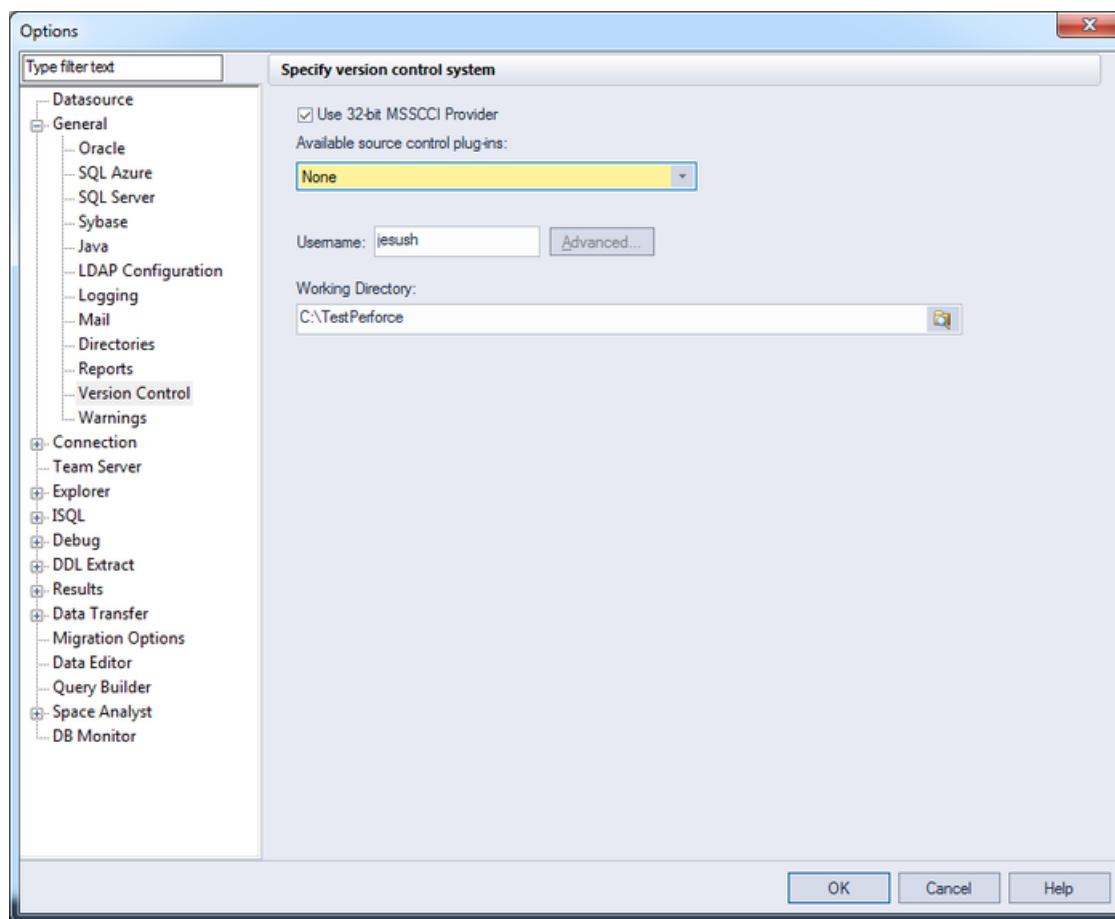 Options
Type filter text
Datasource
General
Oracle
SQL Azure
SQL Server
Sybase
Java
LDAP Configuration
Logging
Mail
Directories
Reports
Version Control
Warnings
Connection
Team Server
Explorer
ISQL
Debug
DDL Extract
Results
Data Transfer
Migration Options
Data Editor
Query Builder
Space Analyst
DB Monitor
Specify version control system
Use 32-bit MSSCCI Provider
Available source control plug-ins:
None
Username: jesush Advanced...
Working Directory:
C:\TestPerforce
OK Cancel Help